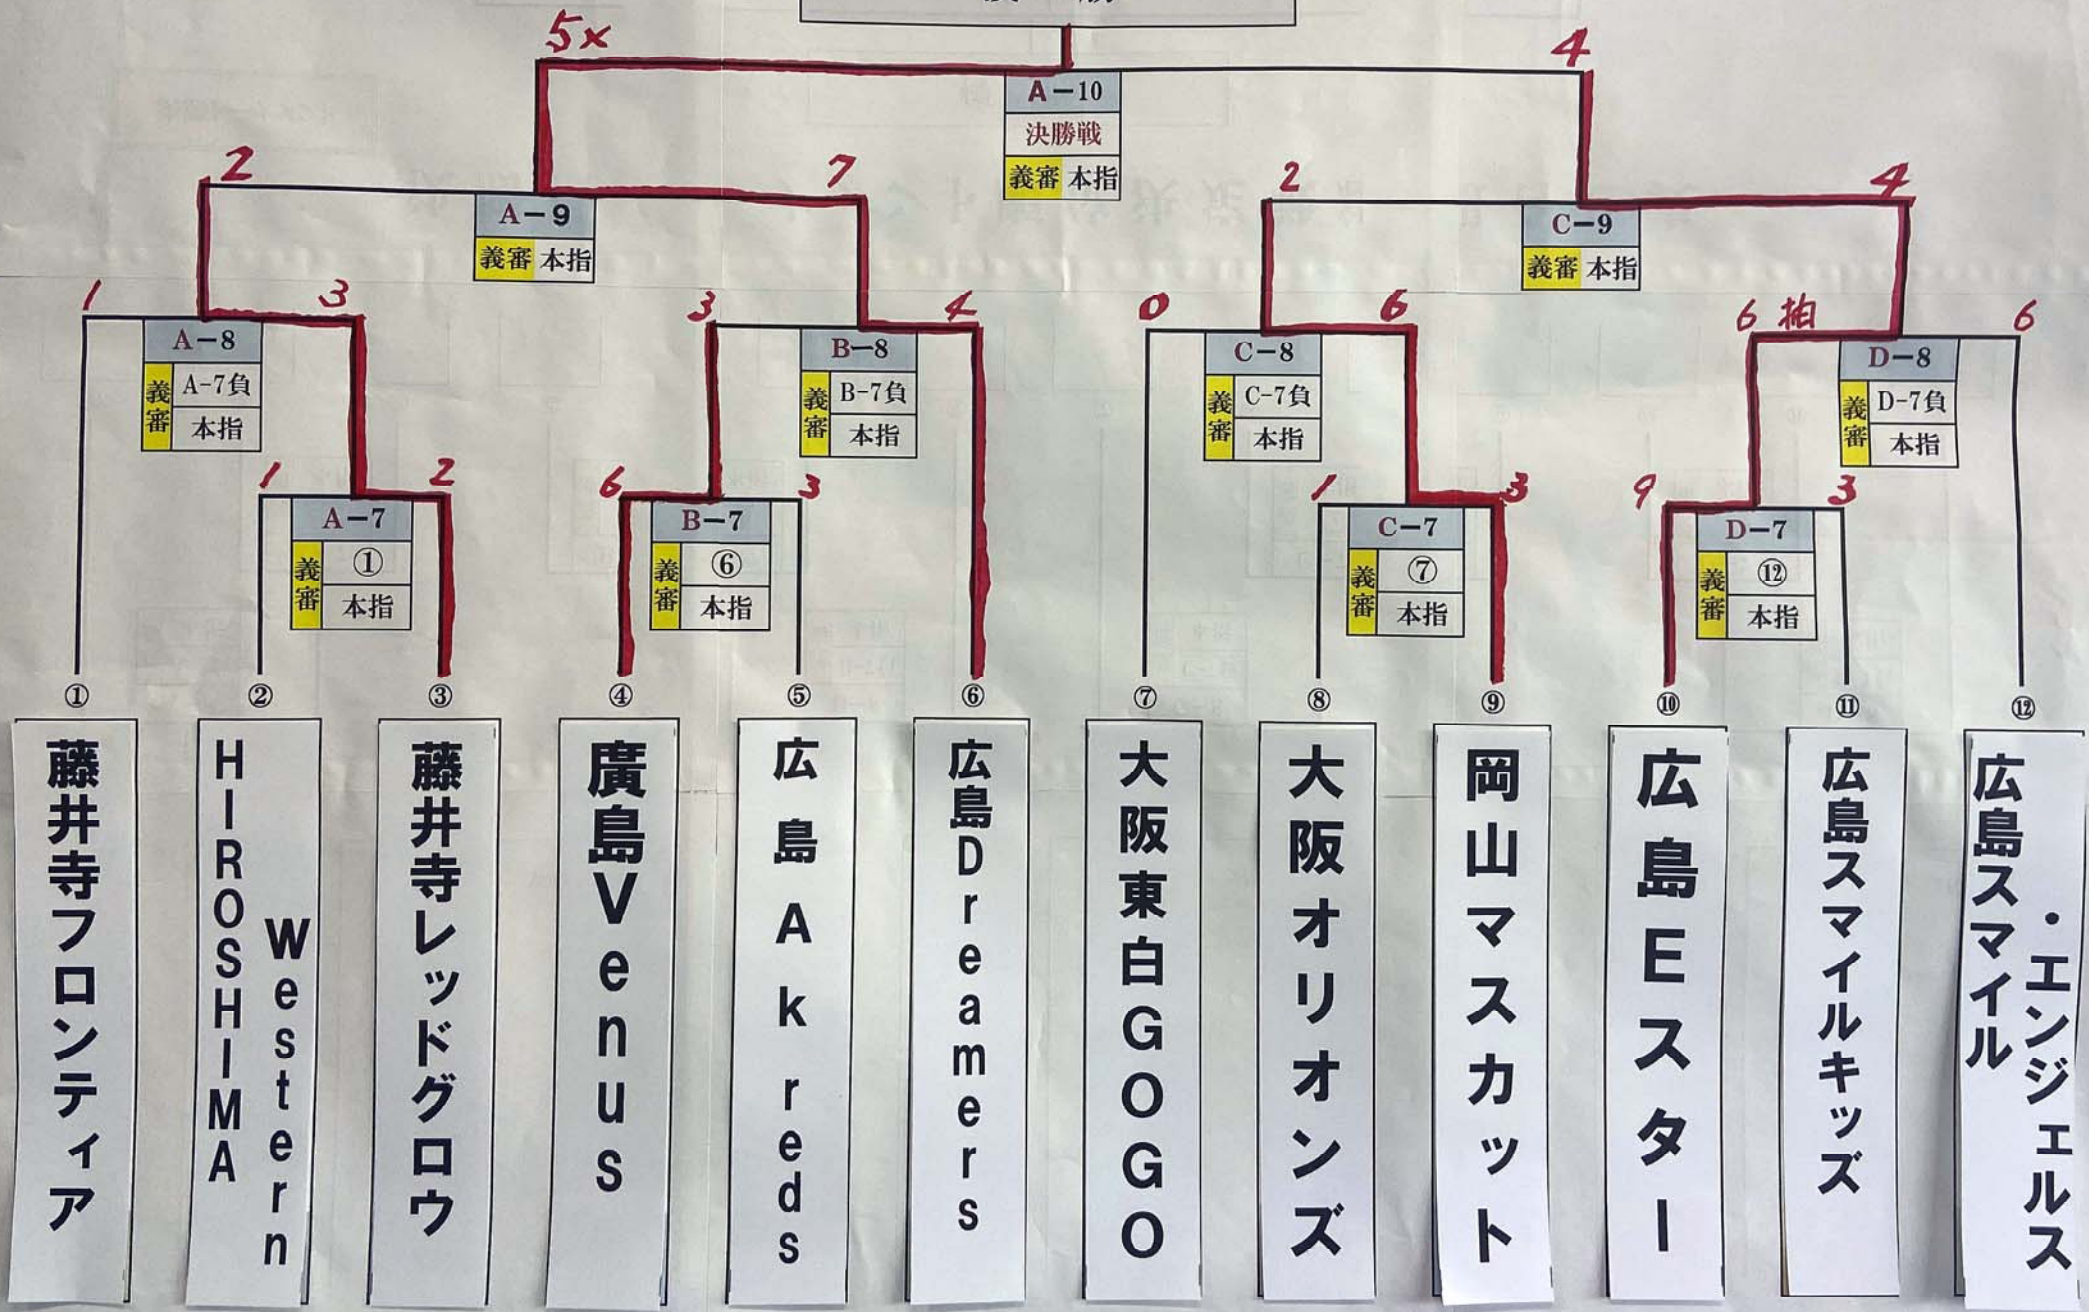 5x 4
A-10
決勝戦
義審 本指
2 7 2 4
A-9
義審 本指
C-9
義審 本指
1 3 3 4 0 6 6 抽 6
A-8
義審 A-7負
本指
B-8
義審 B-7負
本指
C-8
義審 C-7負
本指
D-8
義審 D-7負
本指
1 2 6 3 1 3 9 3
A-7
義審 ①
本指
B-7
義審 ⑥
本指
C-7
義審 ⑦
本指
D-7
義審 ⑫
本指
① ② ③ ④ ⑤ ⑥ ⑦ ⑧ ⑨ ⑩ ⑪ ⑫
藤井寺フロンティア
HIROSHIMA
Western
藤井寺レッドグロウ
廣島Venus
広島Akreds
広島Dreamers
大阪東白GOGO
大阪オリオンズ
岡山マスカット
広島Eスター
広島スマイルキッズ
広島スマイル
・エンジェルス